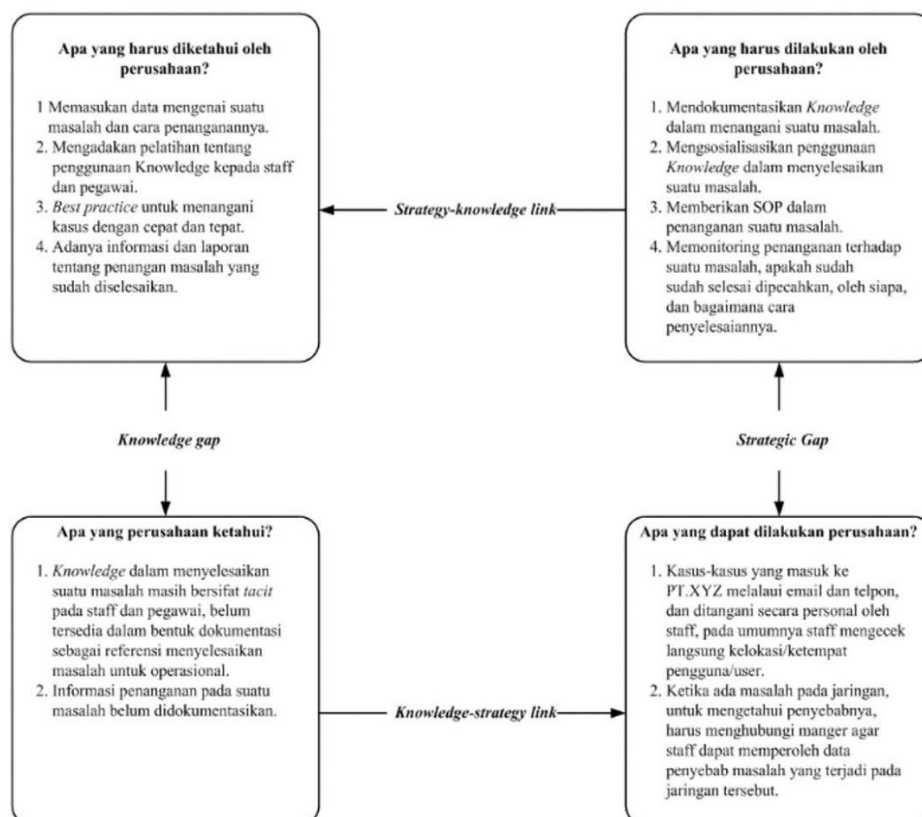 Apa yang harus diketahui oleh
perusahaan?
1 Memasukan data mengenai suatu
masalah dan cara penanganannya.
2. Mengadakan pelatihan tentang
penggunaan Knowledge kepada staff
dan pegawai.
3. Best practice untuk menangani
kasus dengan cepat dan tepat.
4. Adanya informasi dan laporan
tentang penangan masalah yang
sudah diselesaikan.
Strategy-knowledge link
Apa yang harus dilakukan oleh
perusahaan?
1. Mendokumentasikan Knowledge
dalam menangani suatu masalah.
2. Mengsosialisasikan penggunaan
Knowledge dalam menyelesaikan
suatu masalah.
3. Memberikan SOP dalam
penanganan suatu masalah.
4. Memonitoring penanganan terhadap
suatu masalah, apakah sudah
sudah selesai dipecahkan, oleh siapa,
dan bagaimana cara
penyelesaiannya.
Knowledge gap
Strategic Gap
Apa yang perusahaan ketahui?
1. Knowledge dalam menyelesaikan
suatu masalah masih bersifat tacit
pada staff dan pegawai, belum
tersedia dalam bentuk dokumentasi
sebagai referensi menyelesaikan
masalah untuk operasional.
2. Informasi penanganan pada suatu
masalah belum didokumentasikan.
Knowledge-strategy link
Apa yang dapat dilakukan perusahaan?
1. Kasus-kasus yang masuk ke
PT.XYZ melalaui email dan telpon,
dan ditangani secara personal oleh
staff, pada umumnya staff mengecek
langsung kelokasi/ketempat
pengguna/user.
2. Ketika ada masalah pada jaringan,
untuk mengetahui penyebabnya,
harus menghubungi manger agar
staff dapat memperoleh data
penyebab masalah yang terjadi pada
jaringan tersebut.